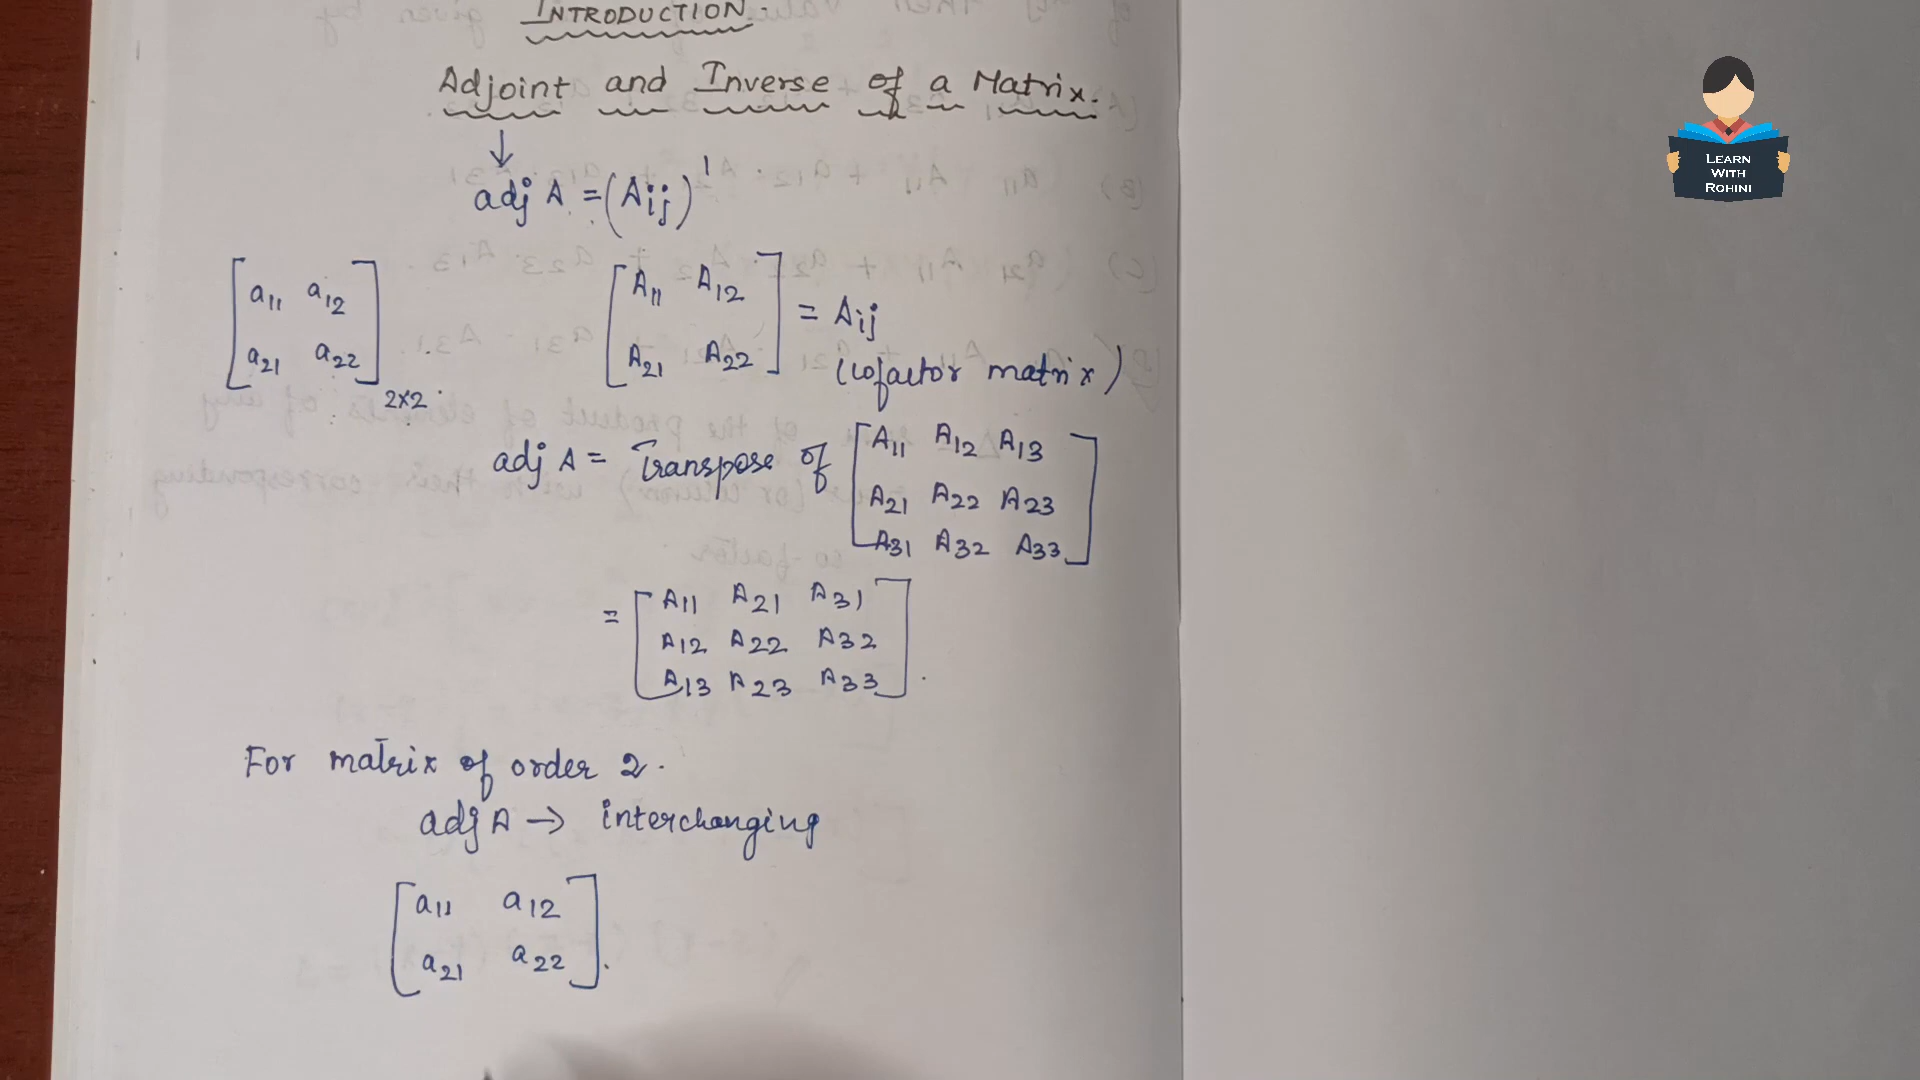 INTRODUCTION.
Adjoint and Inverse of a Matrix.
↓
adj A = (Aij)'
[a11 a12
a21 a22] 2x2.
[A11 A12
A21 A22] = Aij
(cofactor matrix)
adj A = Transpose of [A11 A12 A13
A21 A22 A23
A31 A32 A33]
= [A11 A21 A31
A12 A22 A32
A13 A23 A33].
For matrix of order 2.
adj A → interchanging
[a11 a12
a21 a22].
LEARN
WITH
ROHINI